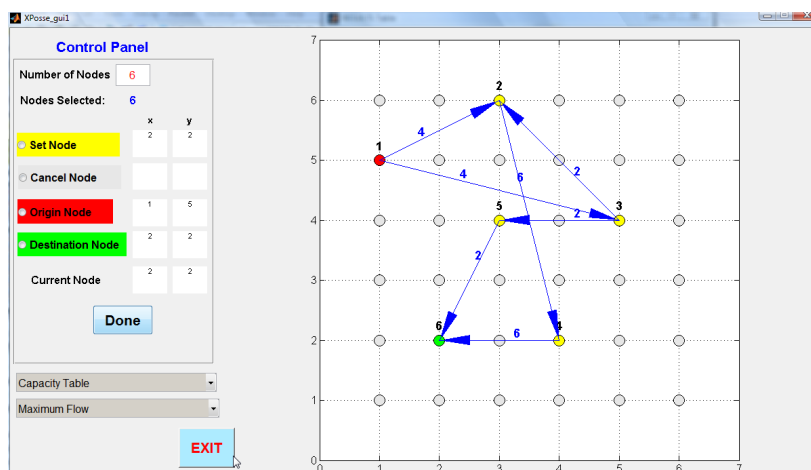 XPosse_gui1
Control Panel
Number of Nodes 6
Nodes Selected: 6
x y
Set Node 2 2
Cancel Node
Origin Node 1 5
Destination Node 2 2
Current Node 2 2
Done
Capacity Table
Maximum Flow
EXIT
7
2
6
4
1
5
4 6 2
5 3
4 2
3
2
6 4
2 6
1
0
0 1 2 3 4 5 6 7